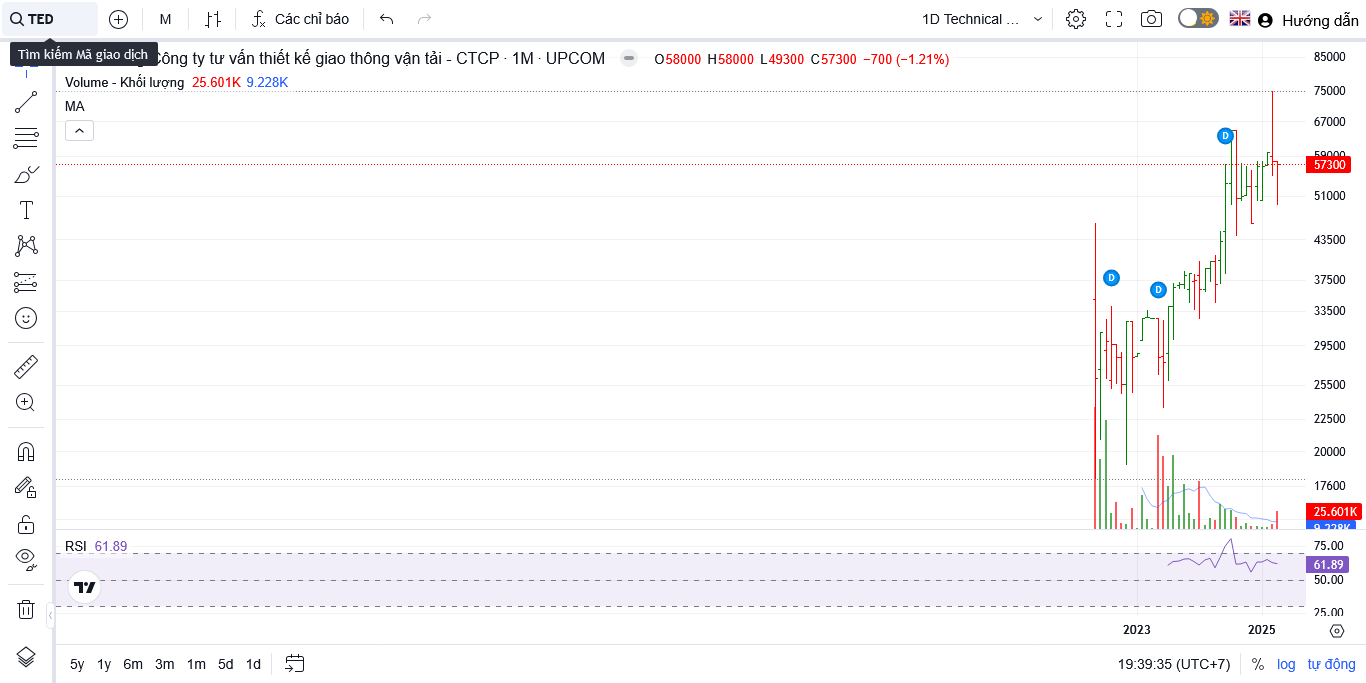 TED
M
Các chỉ báo
1D Technical ...
Hướng dẫn
Tìm kiếm Mã giao dịch
Công ty tư vấn thiết kế giao thông vận tải - CTCP · 1M · UPCOM
O58000 H58000 L49300 C57300 −700 (−1.21%)
Volume - Khối lượng 25.601K 9.228K
MA
D
D
D
85000
75000
67000
59000
57300
51000
43500
37500
33500
29500
25500
22500
20000
17600
25.601K
9.228K
RSI 61.89
75.00
61.89
50.00
25.00
2023
2025
5y 1y 6m 3m 1m 5d 1d
19:39:35 (UTC+7)
% log tự động